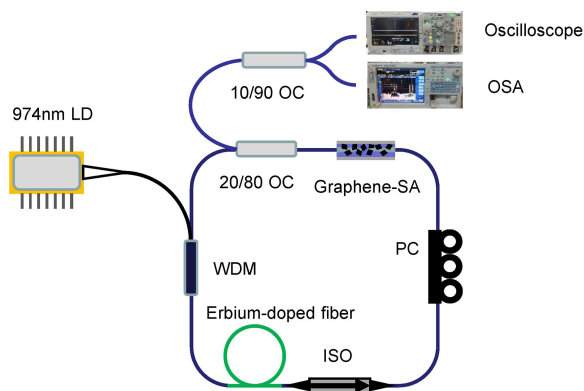 Oscilloscope
10/90 OC
OSA
974nm LD
20/80 OC
Graphene-SA
PC
WDM
Erbium-doped fiber
ISO